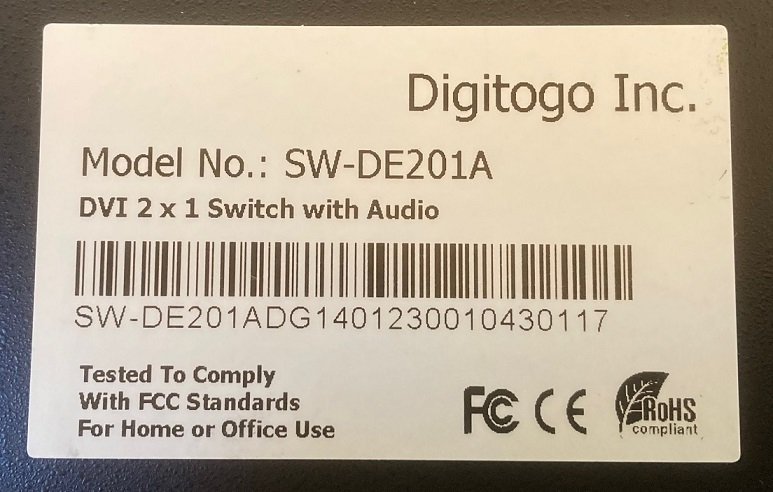 Digitogo Inc.
Model No.: SW-DE201A
DVI 2 x 1 Switch with Audio
SW-DE201ADG1401230010430117
Tested To Comply
With FCC Standards
For Home or Office Use
FC CE RoHS
compliant